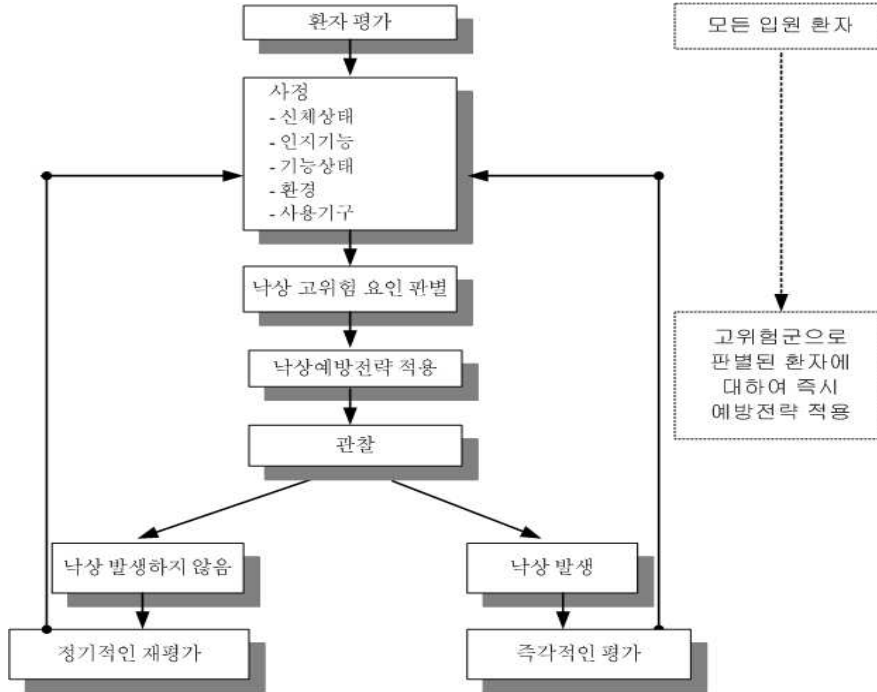 환자 평가
모든 입원 환자
사정
- 신체상태
- 인지기능
- 기능상태
- 환경
- 사용기구
낙상 고위험 요인 판별
낙상예방전략 적용
관찰
고위험군으로
판별된 환자에
대하여 즉시
예방전략 적용
낙상 발생하지 않음
낙상 발생
정기적인 재평가
즉각적인 평가